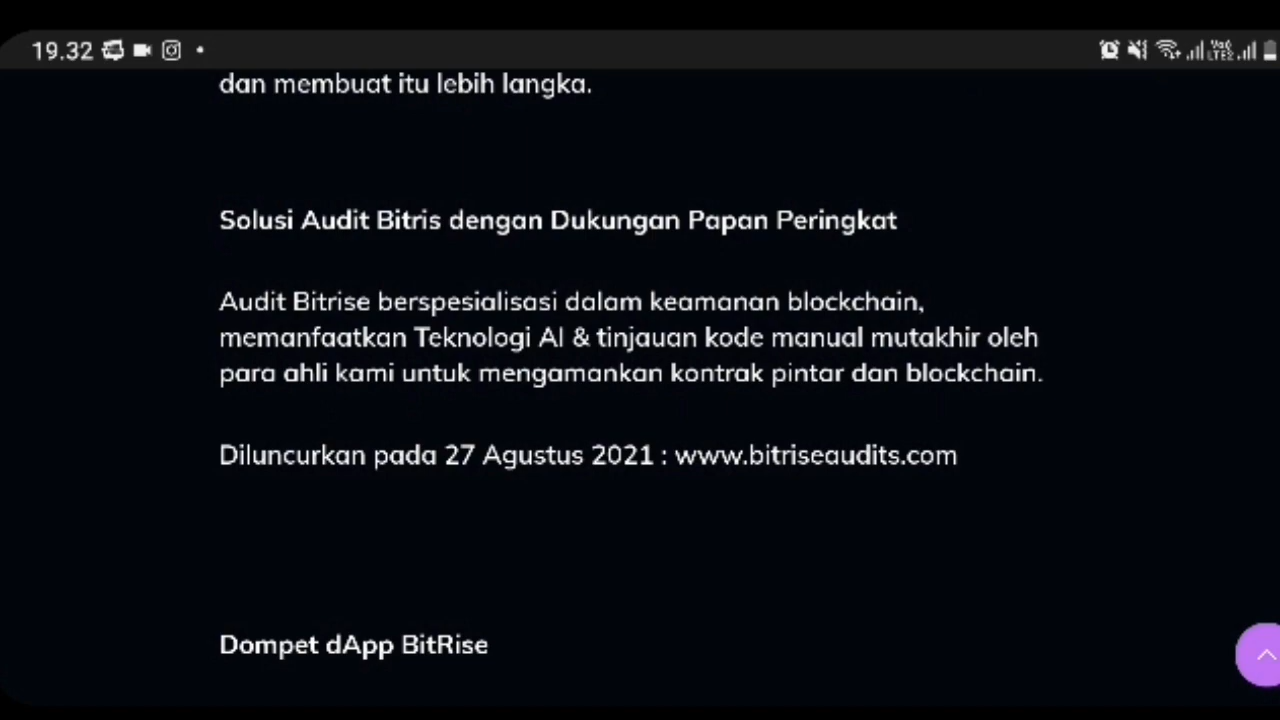 19.32
dan membuat itu lebih langka.
Solusi Audit Bitris dengan Dukungan Papan Peringkat
Audit Bitrise berspesialisasi dalam keamanan blockchain,
memanfaatkan Teknologi AI & tinjauan kode manual mutakhir oleh
para ahli kami untuk mengamankan kontrak pintar dan blockchain.
Diluncurkan pada 27 Agustus 2021 : www.bitriseaudits.com
Dompet dApp BitRise